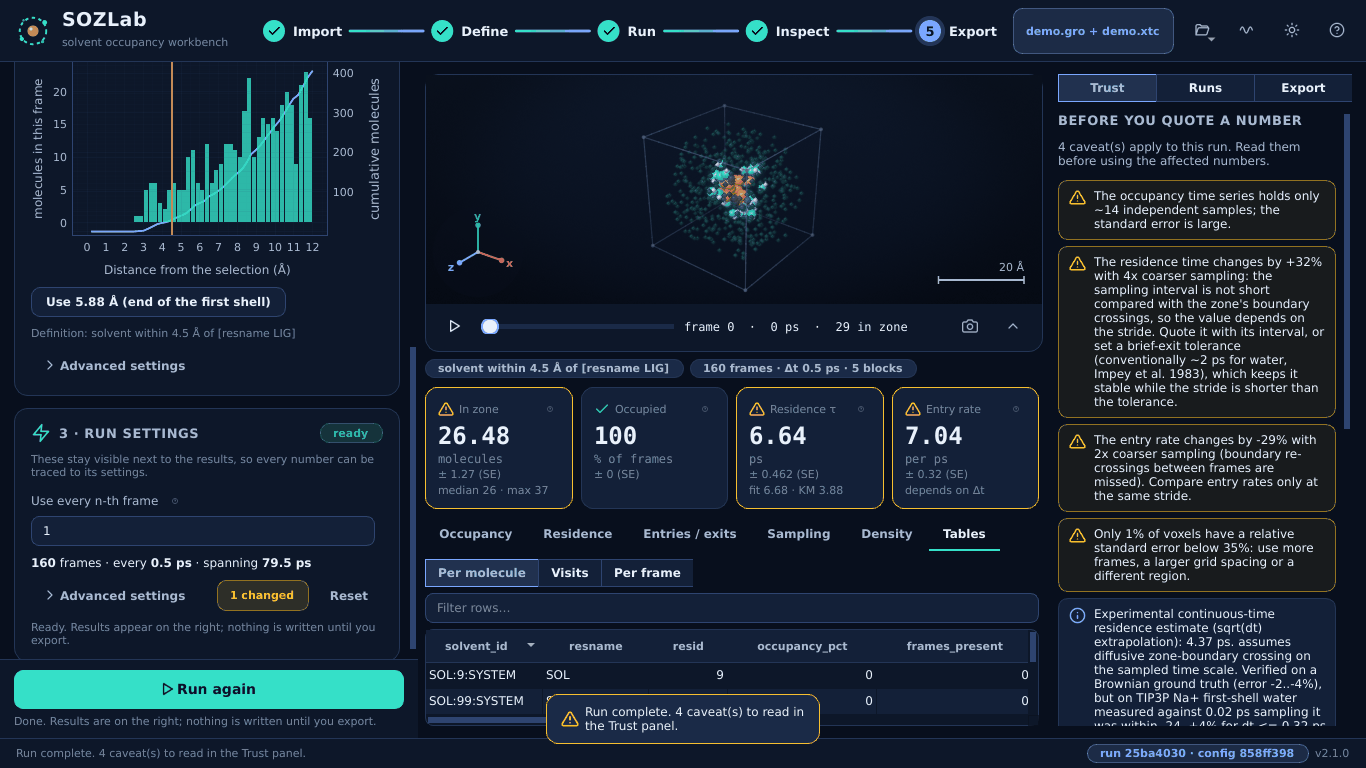 SOZLab
solvent occupancy workbench
Import
Define
Run
Inspect
5 Export
demo.gro + demo.xtc
molecules in this frame
20
15
10
5
0
400
300
200
100
cumulative molecules
0 1 2 3 4 5 6 7 8 9 10 11 12
Distance from the selection (Å)
Use 5.88 Å (end of the first shell)
Definition: solvent within 4.5 Å of [resname LIG]
Advanced settings
3 · RUN SETTINGS
ready
These stay visible next to the results, so every number can be
traced to its settings.
Use every n-th frame
1
160 frames · every 0.5 ps · spanning 79.5 ps
Advanced settings
1 changed
Reset
Ready. Results appear on the right; nothing is written until you
export.
Run again
Done. Results are on the right; nothing is written until you export.
y
z
x
20 Å
frame 0 · 0 ps · 29 in zone
solvent within 4.5 Å of [resname LIG]
160 frames · Δt 0.5 ps · 5 blocks
In zone
26.48
molecules
± 1.27 (SE)
median 26 · max 37
Occupied
100
% of frames
± 0 (SE)
Residence τ
6.64
ps
± 0.462 (SE)
fit 6.68 · KM 3.88
Entry rate
7.04
per ps
± 0.32 (SE)
depends on Δt
Occupancy
Residence
Entries / exits
Sampling
Density
Tables
Per molecule
Visits
Per frame
Filter rows...
solvent_id resname resid occupancy_pct frames_present
SOL:9:SYSTEM SOL 9 0 0
SOL:99:SYSTEM 0
Run complete. 4 caveat(s) to read in
the Trust panel.
Trust
Runs
Export
BEFORE YOU QUOTE A NUMBER
4 caveat(s) apply to this run. Read them
before using the affected numbers.
The occupancy time series holds only
~14 independent samples; the
standard error is large.
The residence time changes by +32%
with 4x coarser sampling: the
sampling interval is not short
compared with the zone's boundary
crossings, so the value depends on
the stride. Quote it with its interval, or
set a brief-exit tolerance
(conventionally ~2 ps for water,
Impey et al. 1983), which keeps it
stable while the stride is shorter than
the tolerance.
The entry rate changes by -29% with
2x coarser sampling (boundary re-
crossings between frames are
missed). Compare entry rates only at
the same stride.
Only 1% of voxels have a relative
standard error below 35%: use more
frames, a larger grid spacing or a
different region.
Experimental continuous-time
residence estimate (sqrt(dt)
extrapolation): 4.37 ps. assumes
diffusive zone-boundary crossing on
the sampled time scale. Verified on a
Brownian ground truth (error -2..-4%),
but on TIP3P Na+ first-shell water
measured against 0.02 ps sampling it
Run complete. 4 caveat(s) to read in the Trust panel.
run 25ba4030 · config 858ff398
v2.1.0